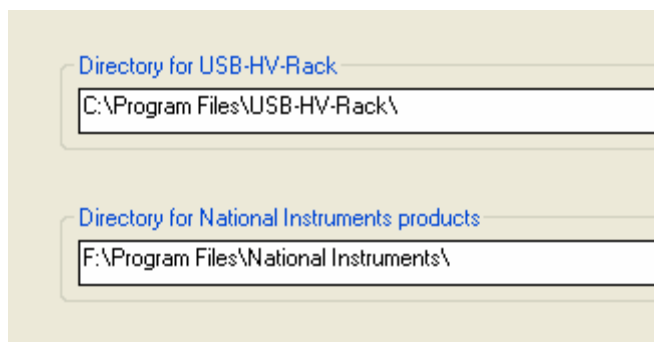 Directory for USB-HV-Rack
C:\Program Files\USB-HV-Rack\
Directory for National Instruments products
F:\Program Files\National Instruments\